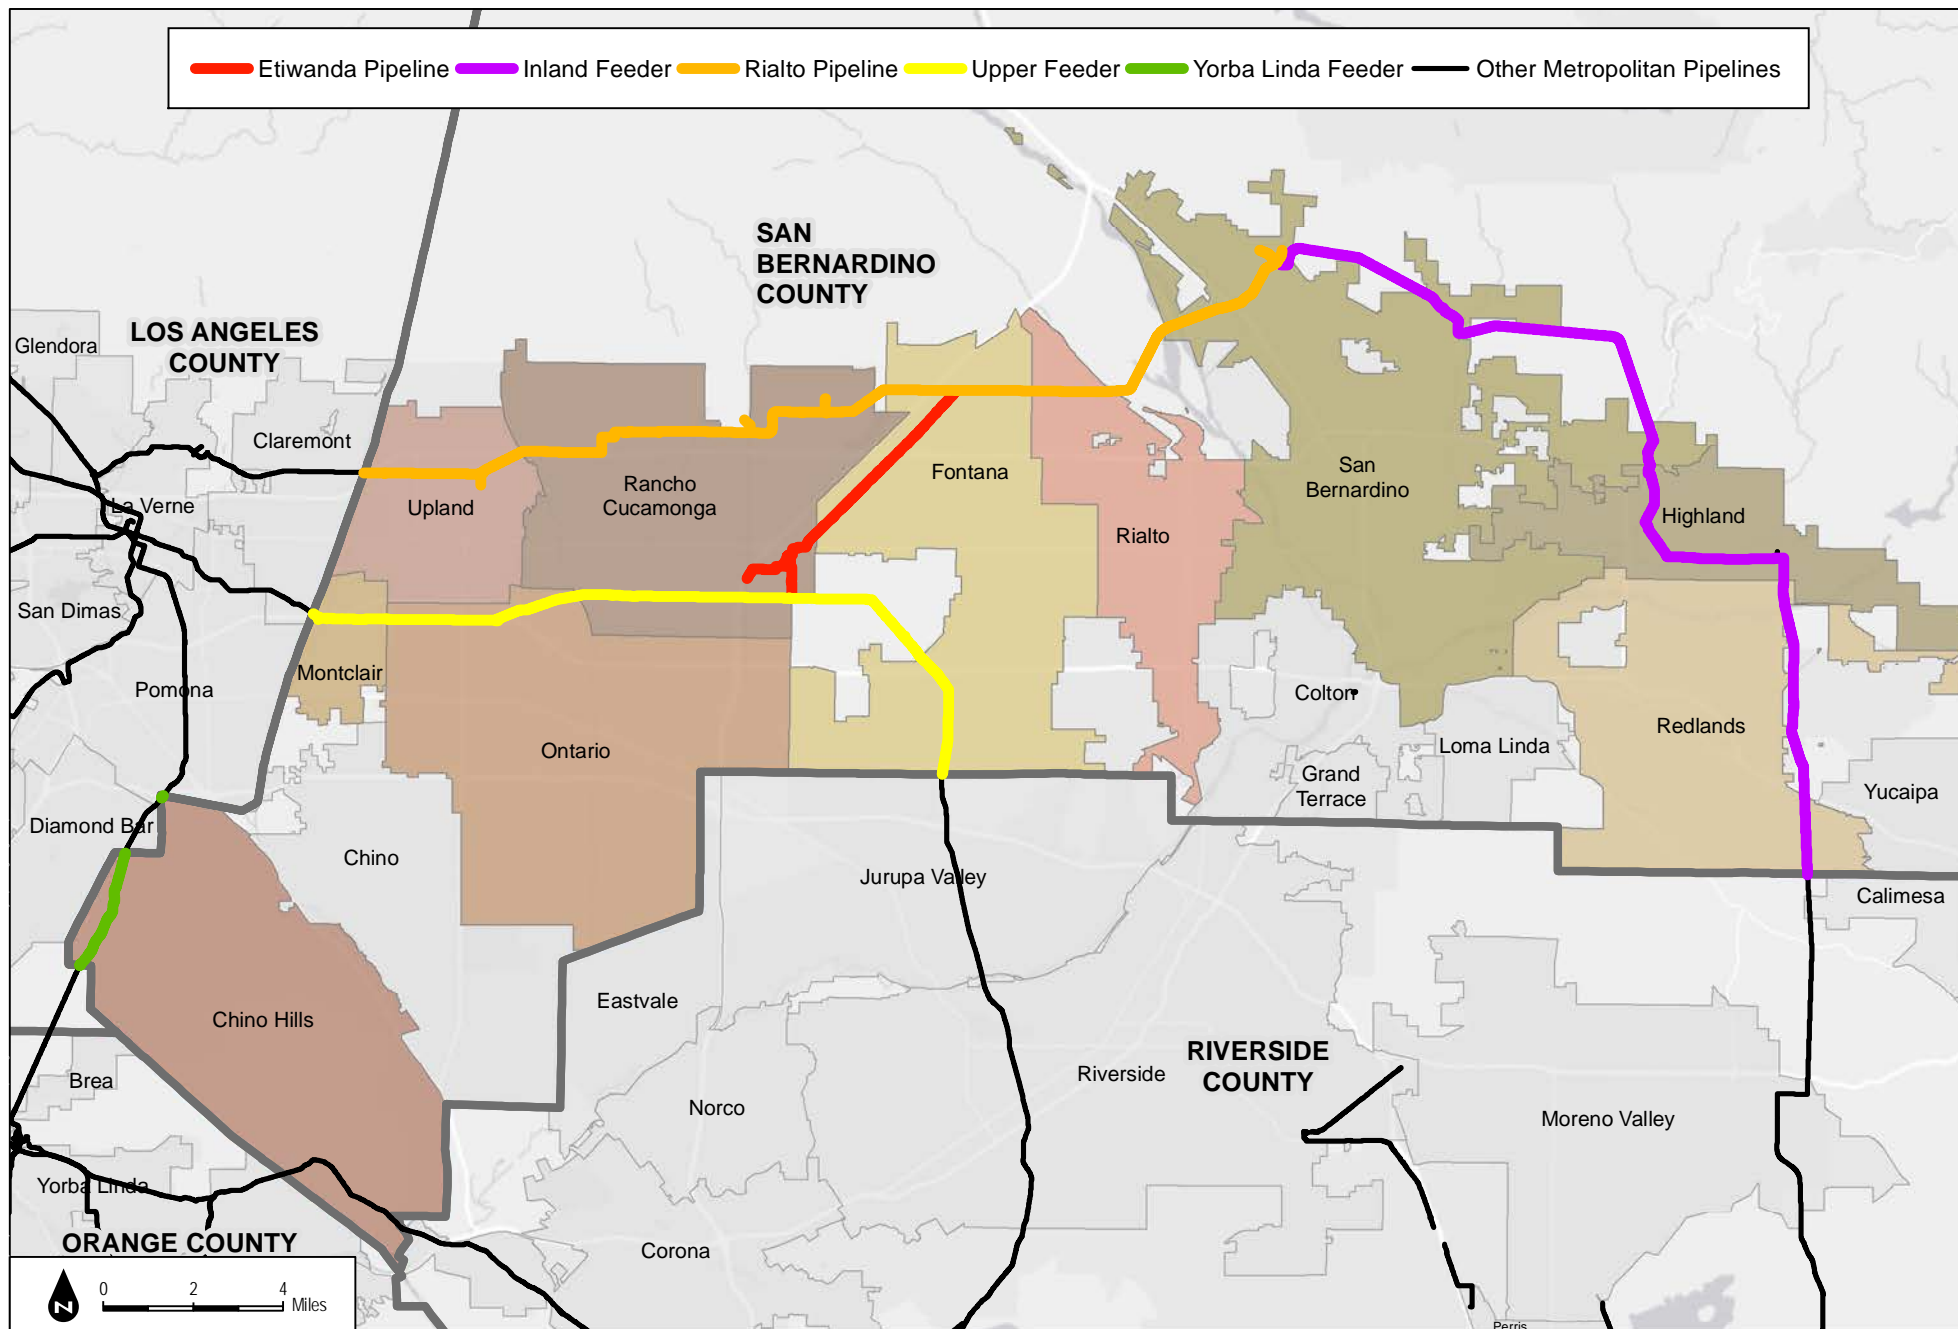 Etiwanda Pipeline Inland Feeder Rialto Pipeline Upper Feeder Yorba Linda Feeder Other Metropolitan Pipelines
SAN
BERNARDINO
COUNTY
LOS ANGELES
COUNTY
Glendora
Claremont
La Verne
San Dimas
Pomona
Diamond Bar
Upland
Rancho
Cucamonga
Fontana
Rialto
San
Bernardino
Highland
Montclair
Ontario
Colton
Loma Linda
Grand
Terrace
Redlands
Yucaipa
Chino
Jurupa Valley
Calimesa
Chino Hills
Eastvale
Brea
Norco
Riverside
RIVERSIDE
COUNTY
Moreno Valley
Yorba Linda
ORANGE COUNTY
Corona
Perris
N
0 2 4
Miles